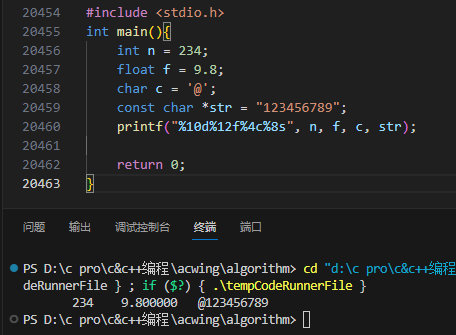 20454 #include <stdio.h>
20455 int main(){
20456     int n = 234;
20457     float f = 9.8;
20458     char c = '@';
20459     const char *str = "123456789";
20460     printf("%10d%12f%4c%8s", n, f, c, str);
20461
20462     return 0;
20463 }
问题 输出 调试控制台 终端 端口
PS D:\c pro\c&c++编程\acwing\algorithm> cd "d:\c pro\c&c++编程
deRunnerFile } ; if ($?) { .\tempCodeRunnerFile }
       234    9.800000   @123456789
PS D:\c pro\c&c++编程\acwing\algorithm>